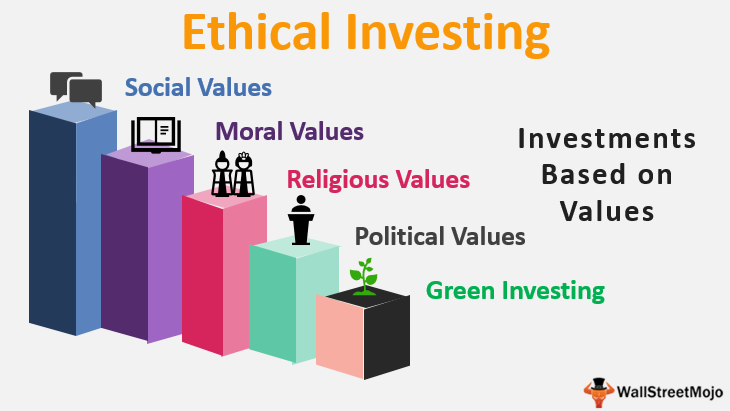 Ethical Investing
Social Values
Moral Values
Religious Values
Political Values
Green Investing
Investments
Based on
Values
WallStreetMojo